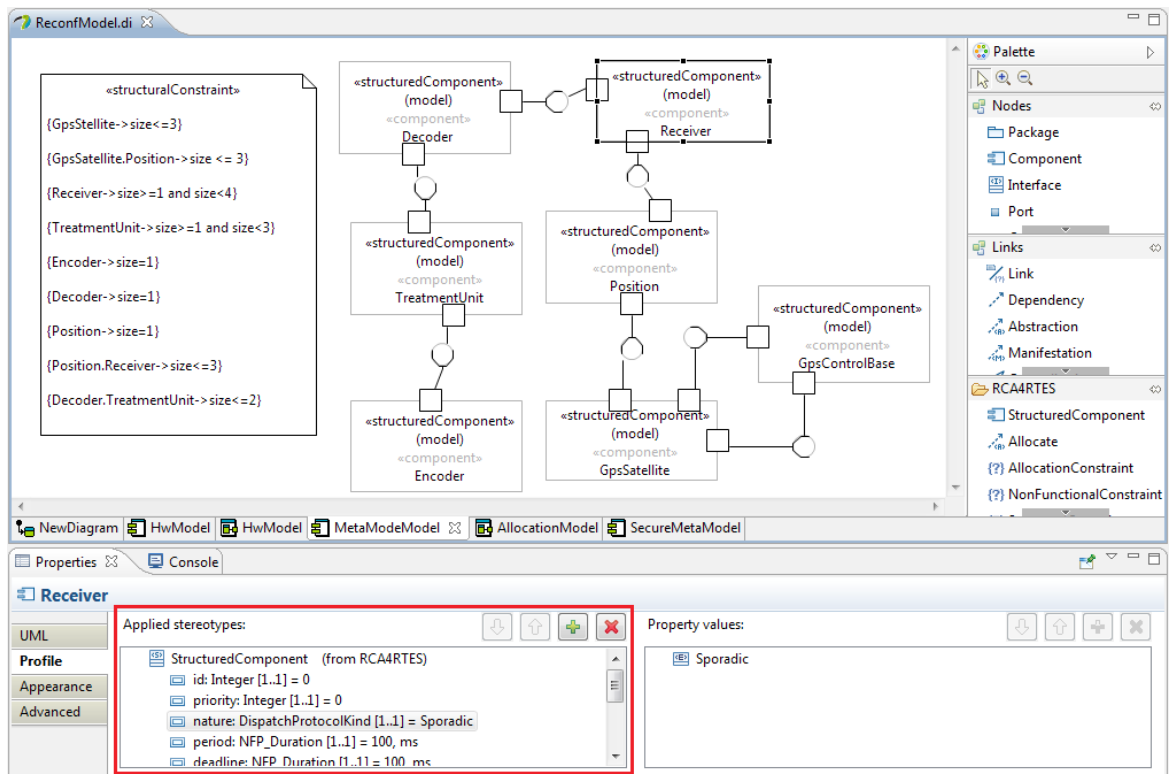 ReconfModel.di
«structuralConstraint»
{GpsStellite->size<=3}
{GpsSatellite.Position->size <= 3}
{Receiver->size>=1 and size<4}
{TreatmentUnit->size>=1 and size<3}
{Encoder->size=1}
{Decoder->size=1}
{Position->size=1}
{Position.Receiver->size<=3}
{Decoder.TreatmentUnit->size<=2}
«structuredComponent»
(model)
«component»
Decoder
«structuredComponent»
(model)
«component»
Receiver
«structuredComponent»
(model)
«component»
TreatmentUnit
«structuredComponent»
(model)
«component»
Position
«structuredComponent»
(model)
«component»
GpsControlBase
«structuredComponent»
(model)
«component»
Encoder
«structuredComponent»
(model)
«component»
GpsSatellite
Palette
Nodes
Package
Component
Interface
Port
Links
Link
Dependency
Abstraction
Manifestation
RCA4RTES
StructuredComponent
Allocate
AllocationConstraint
NonFunctionalConstraint
NewDiagram
HwModel
HwModel
MetaModeModel
AllocationModel
SecureMetaModel
Properties
Console
Receiver
UML
Profile
Appearance
Advanced
Applied stereotypes:
StructuredComponent (from RCA4RTES)
id: Integer [1..1] = 0
priority: Integer [1..1] = 0
nature: DispatchProtocolKind [1..1] = Sporadic
period: NFP_Duration [1..1] = 100, ms
deadline: NFP_Duration [1..1] = 100, ms
Property values:
Sporadic